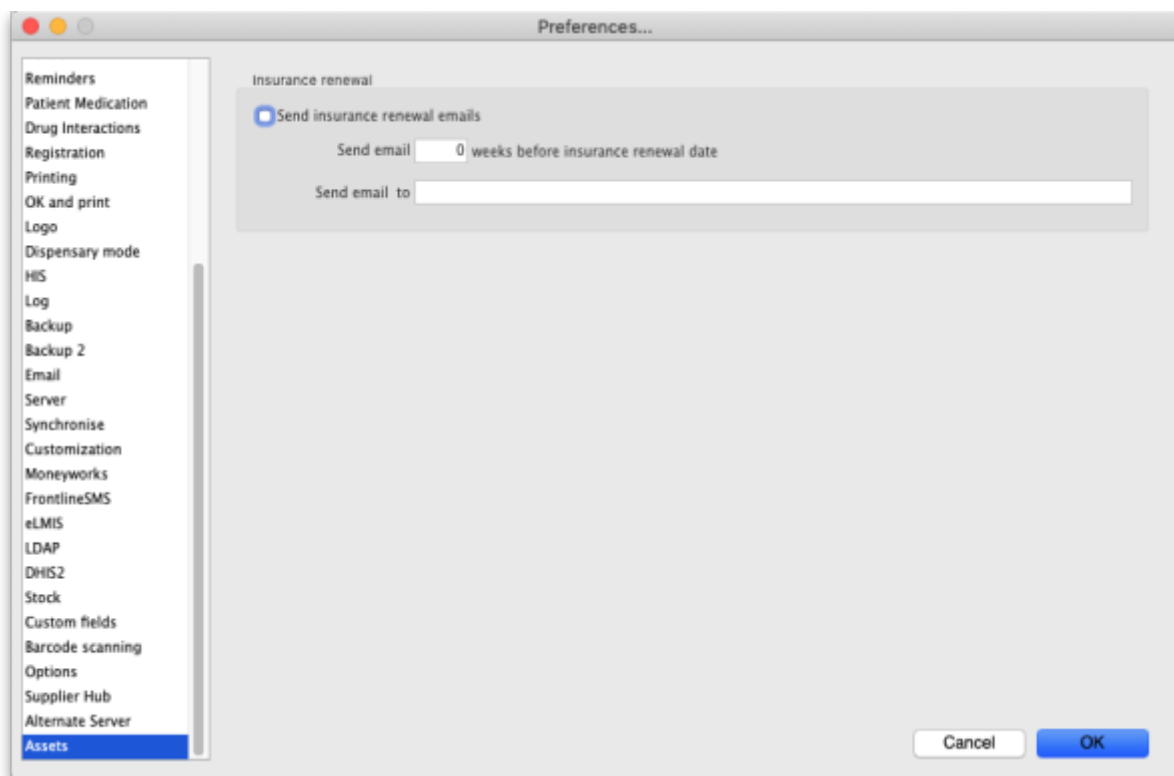 Preferences...
Reminders
Patient Medication
Drug Interactions
Registration
Printing
OK and print
Logo
Dispensary mode
HIS
Log
Backup
Backup 2
Email
Server
Synchronise
Customization
Moneyworks
FrontlineSMS
eLMIS
LDAP
DHIS2
Stock
Custom fields
Barcode scanning
Options
Supplier Hub
Alternate Server
Assets
Insurance renewal
Send insurance renewal emails
Send email 0 weeks before insurance renewal date
Send email to
Cancel OK